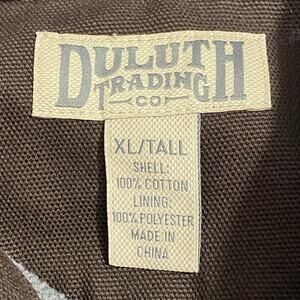 DULUTH
TRADING
CO
XL/TALL
SHELL:
100% COTTON
LINING:
100% POLYESTER
MADE IN
CHINA